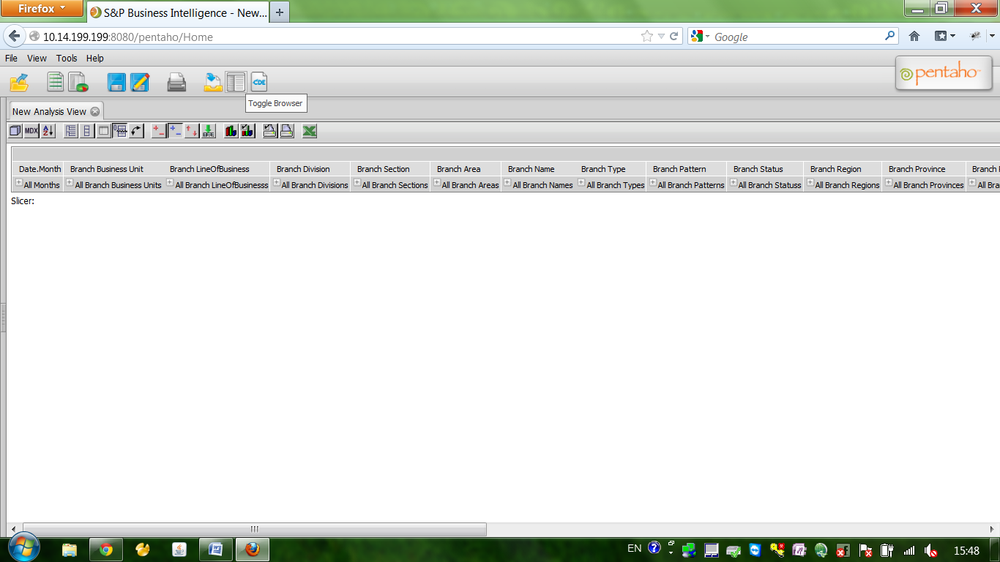 Firefox
S&P Business Intelligence - New...
10.14.199.199:8080/pentaho/Home
Google
File View Tools Help
pentaho
CDE
Toggle Browser
New Analysis View
MDX
Date.Month Branch Business Unit Branch LineOfBusiness Branch Division Branch Section Branch Area Branch Name Branch Type Branch Pattern Branch Status Branch Region Branch Province Branch
All Months All Branch Business Units All Branch LineOfBusinesss All Branch Divisions All Branch Sections All Branch Areas All Branch Names All Branch Types All Branch Patterns All Branch Statuss All Branch Regions All Branch Provinces All Bra
Slicer:
EN
15:48